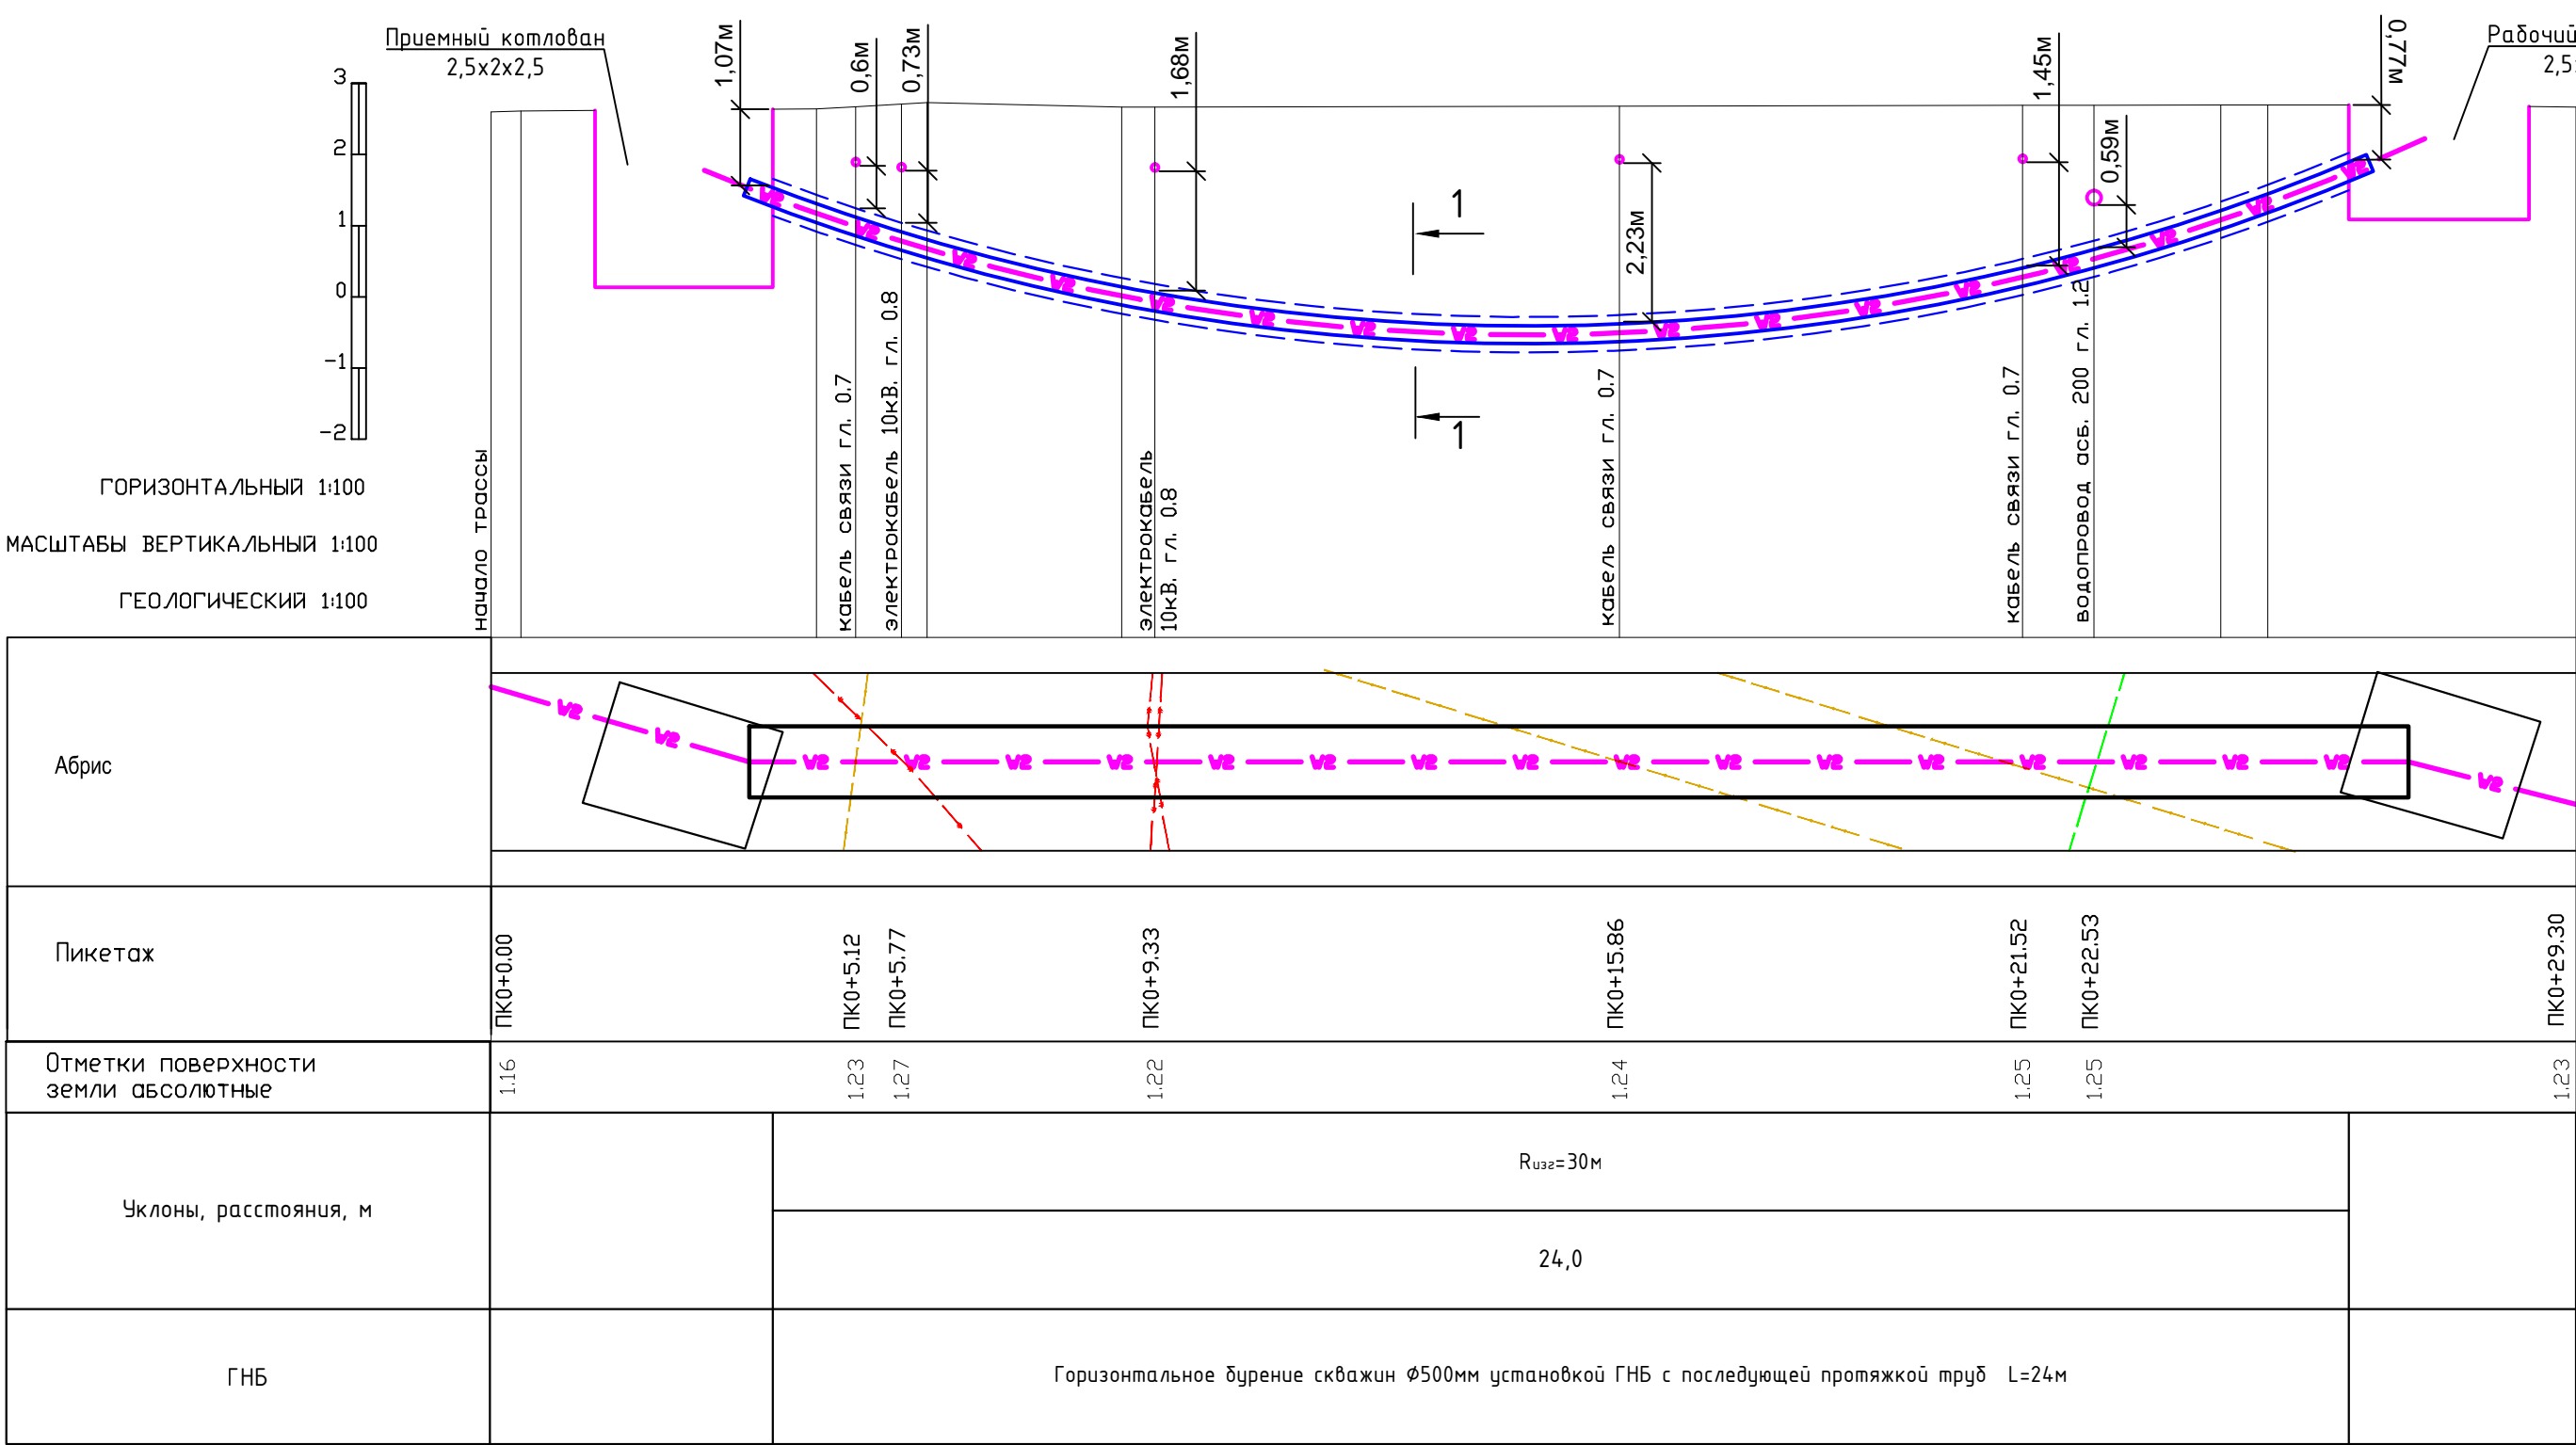 Приемный котлован
2,5х2х2,5
Рабочий
2,5
1,07м
0,6м
0,73м
1,68м
2,23м
1,45м
0,59м
0,77м
3
2
1
0
-1
-2
1
1
ГОРИЗОНТАЛЬНЫЙ 1:100
МАСШТАБЫ ВЕРТИКАЛЬНЫЙ 1:100
ГЕОЛОГИЧЕСКИЙ 1:100
начало трассы
кабель связи гл. 0.7
электрокабель 10кВ. гл. 0.8
электрокабель
10кВ. гл. 0.8
кабель связи гл. 0.7
кабель связи гл. 0.7
водопровод асб. 200 гл. 1.2
Абрис
Пикетаж
ПК0+0.00
ПК0+5.12
ПК0+5.77
ПК0+9.33
ПК0+15.86
ПК0+21.52
ПК0+22.53
ПК0+29.30
Отметки поверхности
земли абсолютные
1.16
1.23
1.27
1.22
1.24
1.25
1.25
1.23
Уклоны, расстояния, м
Rизг=30м
24,0
ГНБ
Горизонтальное бурение скважин Ф500мм установкой ГНБ с последующей протяжкой труб L=24м